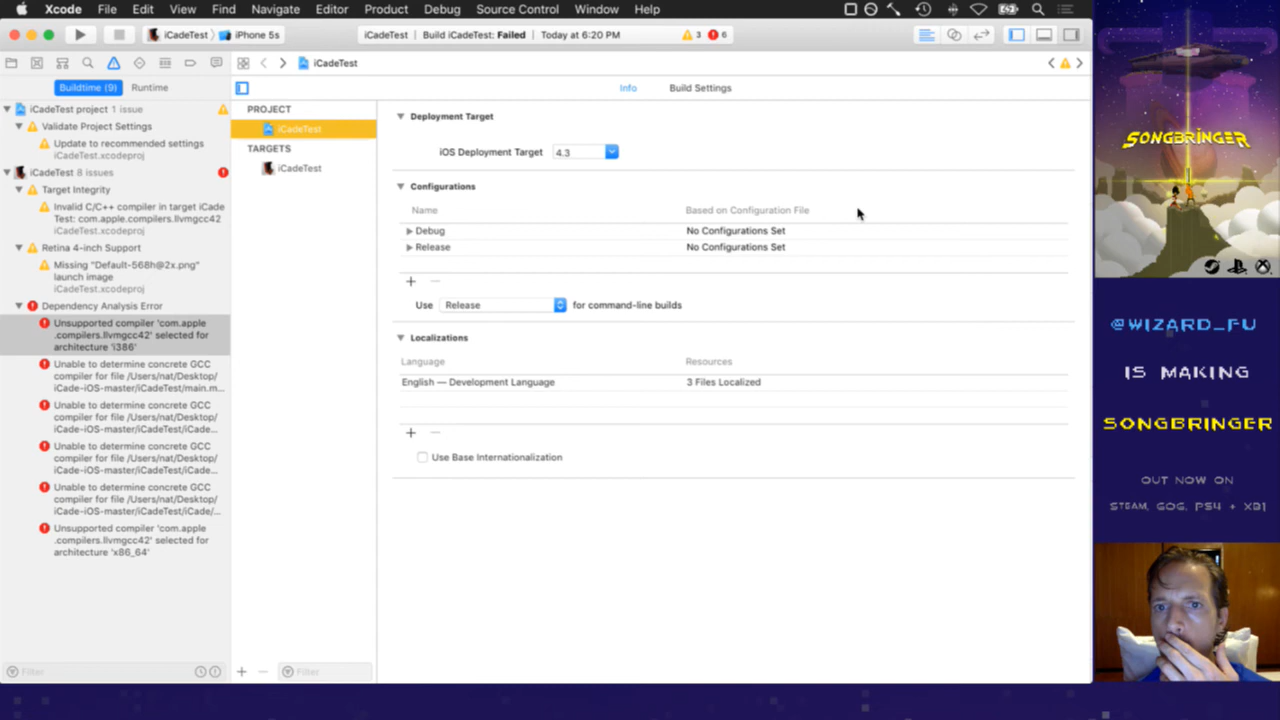 Xcode File Edit View Find Navigate Editor Product Debug Source Control Window Help
iCadeTest iPhone 5s
iCadeTest | Build iCadeTest: Failed | Today at 6:20 PM
3 6
iCadeTest
Buildtime (9) Runtime
iCadeTest project 1 issue
Validate Project Settings
Update to recommended settings
iCadeTest.xcodeproj
iCadeTest 8 issues
Target Integrity
Invalid C/C++ compiler in target iCade
Test: com.apple.compilers.llvmgcc42
Retina 4-inch Support
Missing "Default-568h@2x.png"
launch image
iCadeTest.xcodeproj
Dependency Analysis Error
Unsupported compiler 'com.apple
.compilers.llvmgcc42' selected for
architecture 'i386'
Unable to determine concrete GCC
compiler for file /Users/nat/Desktop/
iCade-iOS-master/iCadeTest/main.m...
Unable to determine concrete GCC
compiler for file /Users/nat/Desktop/
iCade-iOS-master/iCadeTest/iCade...
Unable to determine concrete GCC
compiler for file /Users/nat/Desktop/
iCade-iOS-master/iCadeTest/iCade...
Unable to determine concrete GCC
compiler for file /Users/nat/Desktop/
iCade-iOS-master/iCadeTest/iCade/...
Unsupported compiler 'com.apple
.compilers.llvmgcc42' selected for
architecture 'x86_64'
Filter
PROJECT
iCadeTest
TARGETS
iCadeTest
Filter
Info Build Settings
Deployment Target
iOS Deployment Target 4.3
Configurations
Name Based on Configuration File
Debug No Configurations Set
Release No Configurations Set
Use Release for command-line builds
Localizations
Language Resources
English — Development Language 3 Files Localized
Use Base Internationalization
SONGBRINGER
@WIZARD_FU
IS MAKING
SONGBRINGER
OUT NOW ON
STEAM, GOG, PS4 + XB1